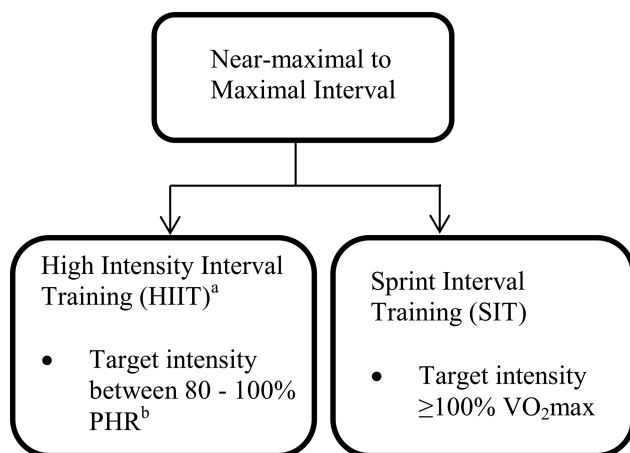 Near-maximal to
Maximal Interval
High Intensity Interval
Training (HIIT)ᵃ
• Target intensity
between 80 - 100%
PHRᵇ
Sprint Interval
Training (SIT)
• Target intensity
≥100% VO₂max